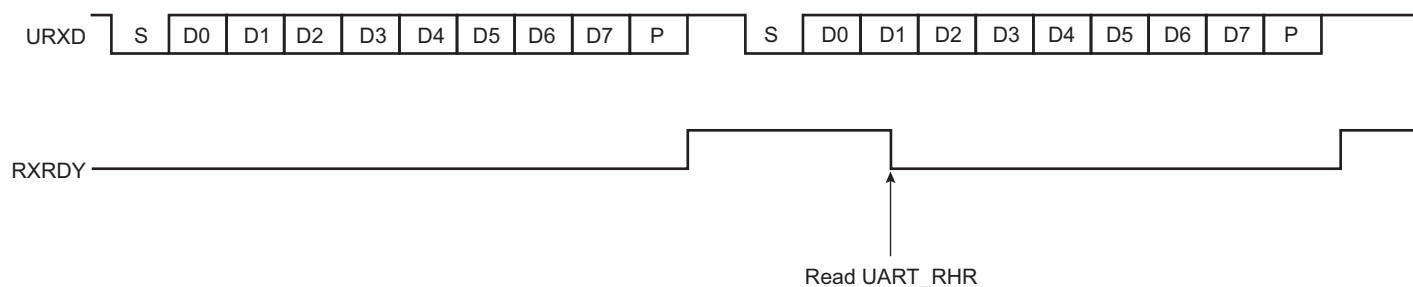 URXD S D0 D1 D2 D3 D4 D5 D6 D7 P S D0 D1 D2 D3 D4 D5 D6 D7 P
RXRDY
Read UART_RHR